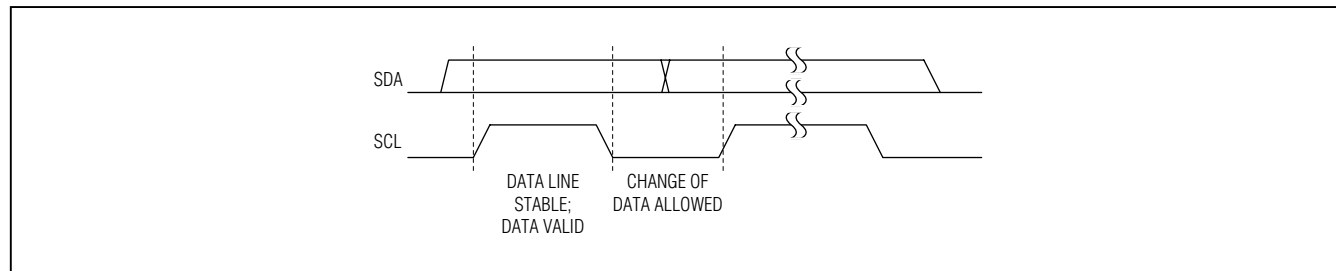 SDA
SCL
DATA LINE
STABLE;
DATA VALID
CHANGE OF
DATA ALLOWED